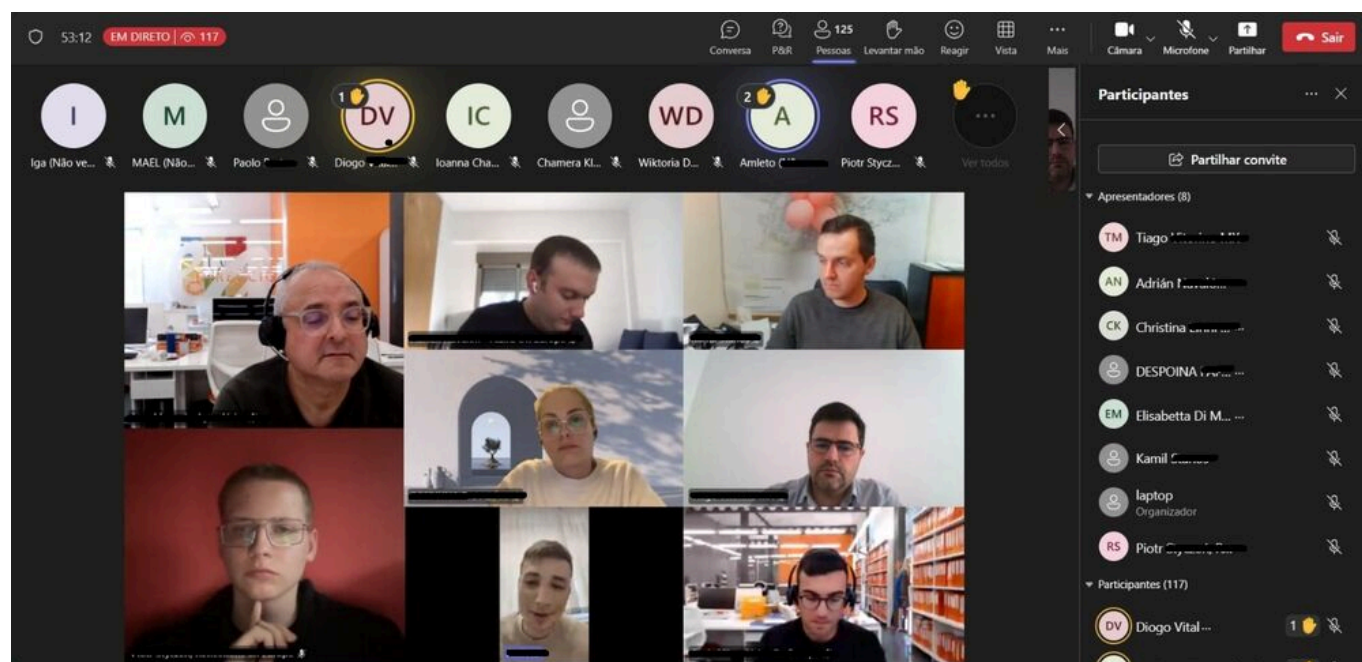 53:12 EM DIRETO 117
Conversa P&R 125 Pessoas Levantar mão Reagir Vista Mais Câmara Microfone Partilhar Sair
I M 1 DV IC WD 2 A RS
Iga (Não ve... MAEL (Não... Paolo Diogo Ioanna Cha... Chamera Kl... Wiktoria D... Amleto Piotr Stycz... Ver todos
Participantes
Partilhar convite
Apresentadores (8)
TM Tiago
AN Adrián
CK Christina
DESPOINA
EM Elisabetta Di M... ...
Kamil
laptop
Organizador
RS Piotr
Participantes (117)
DV Diogo Vital ... 1